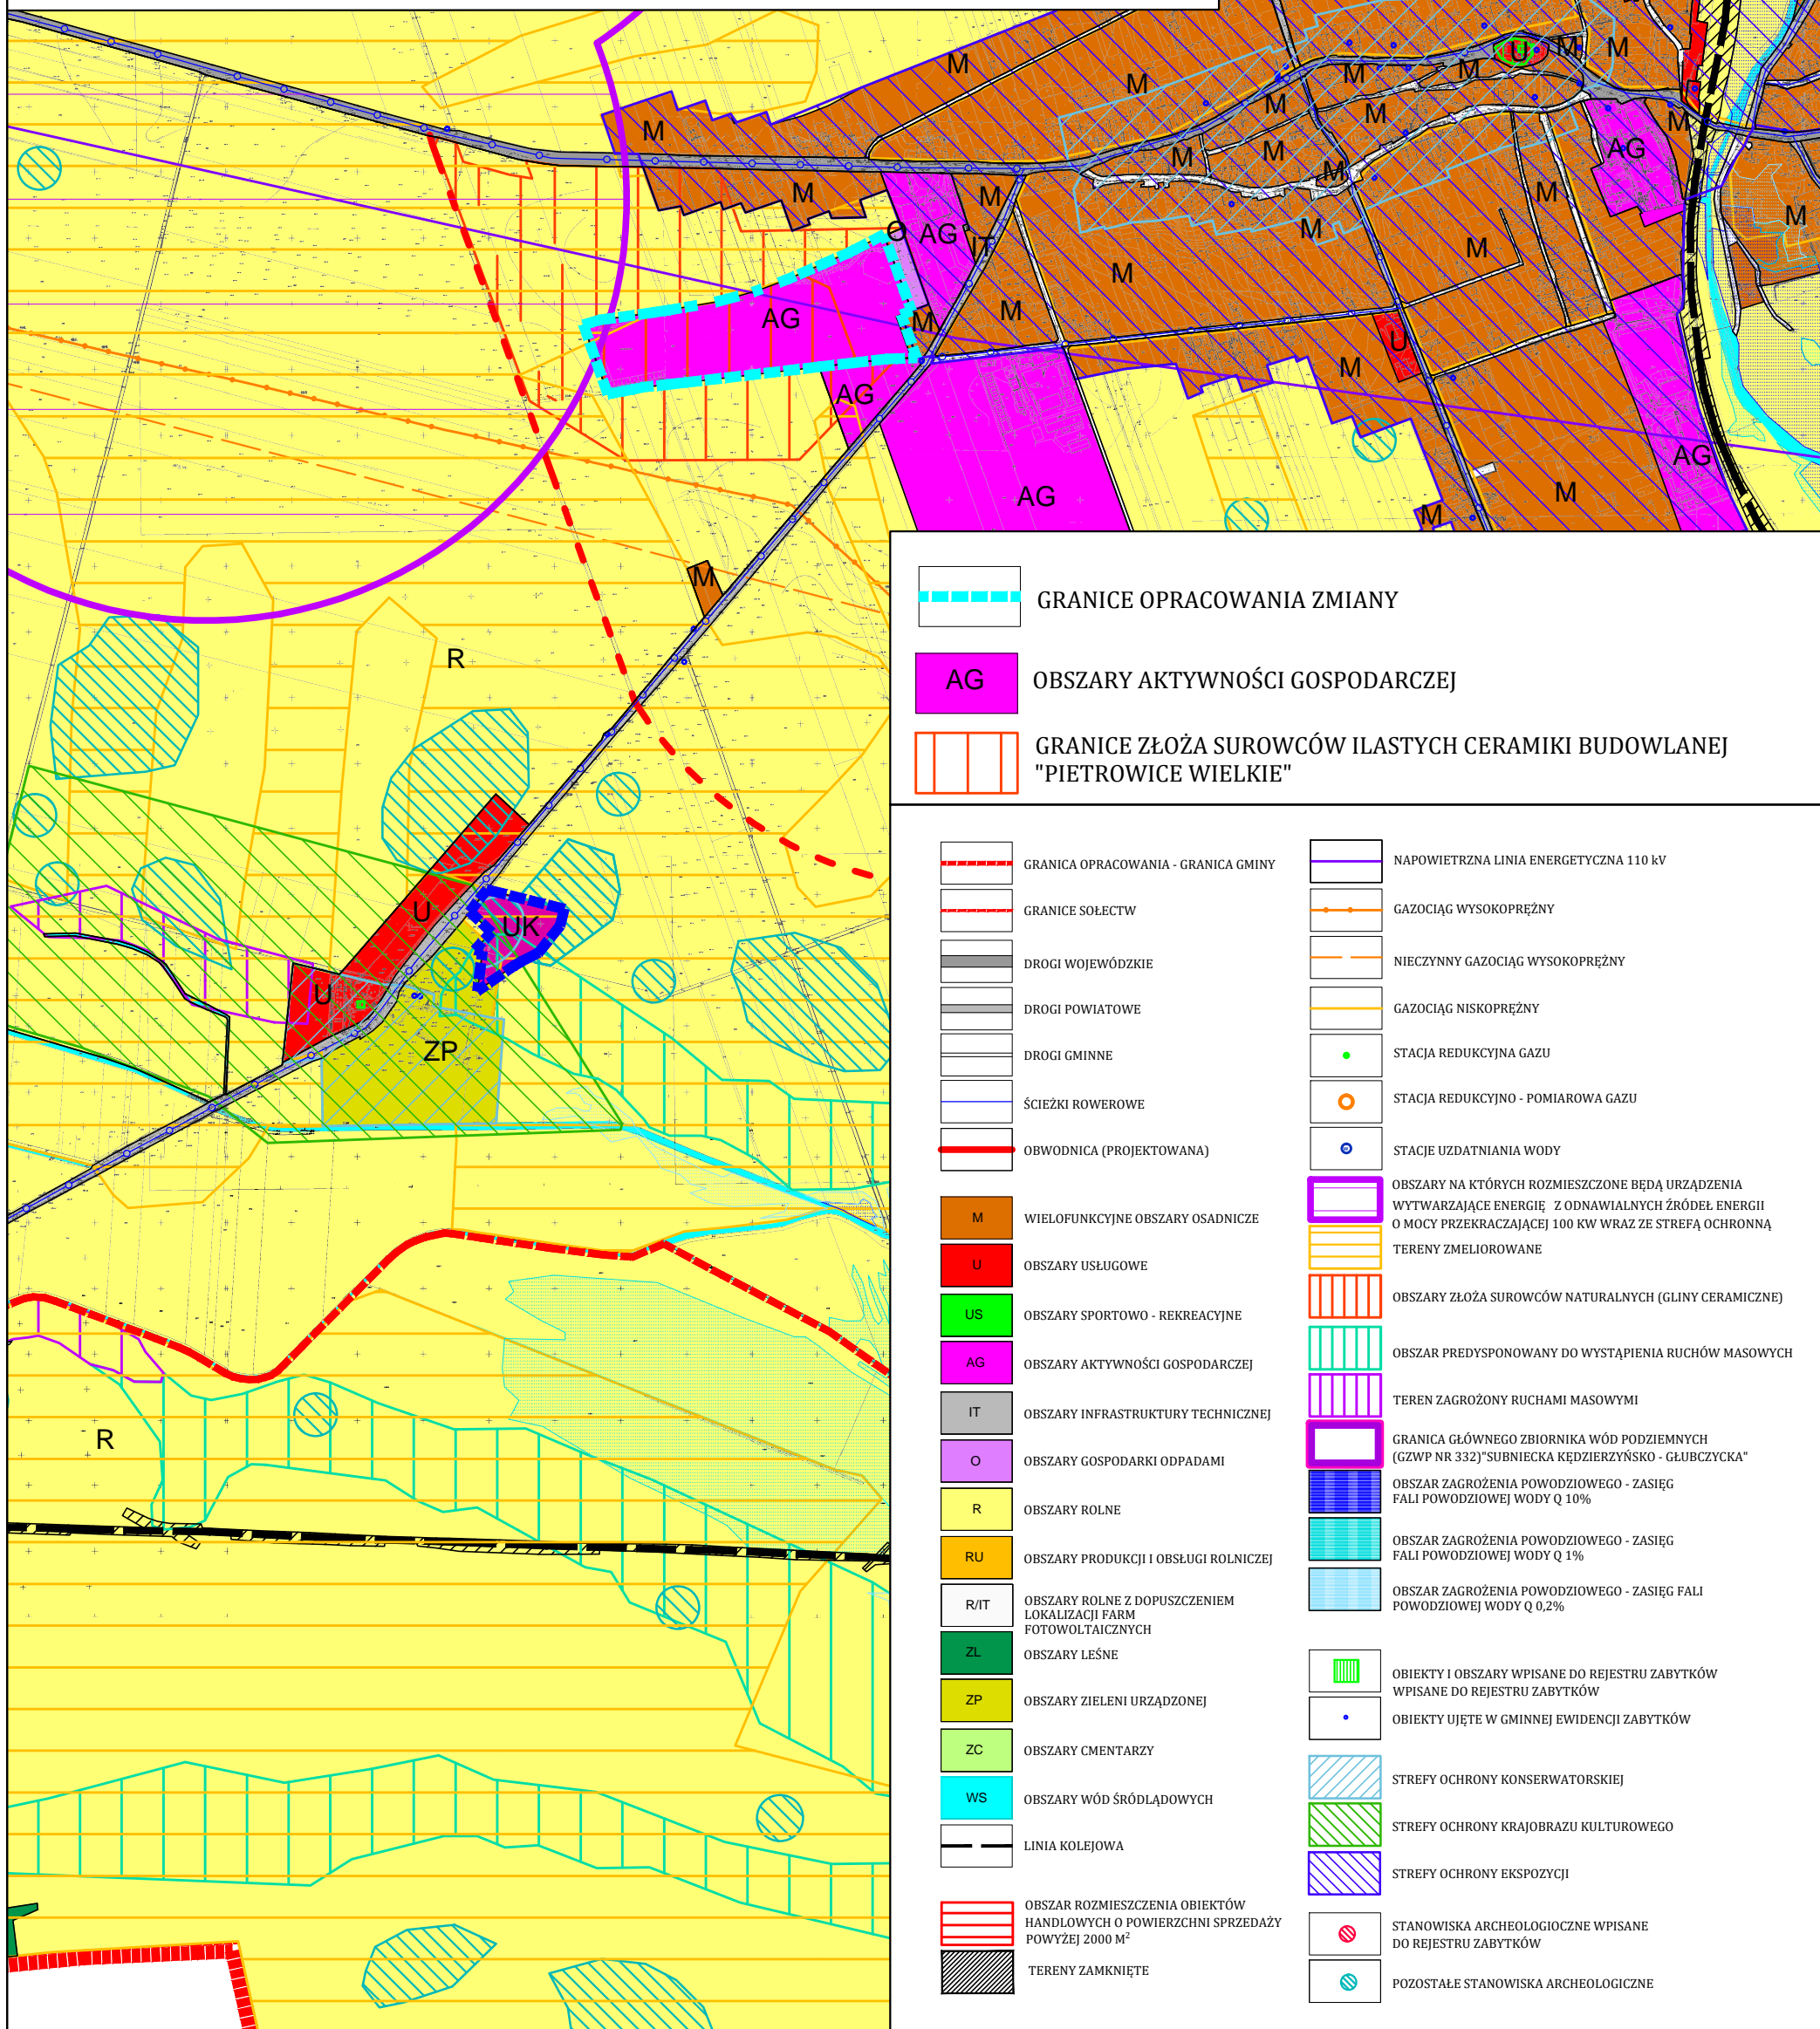 M
M
M
M
M
U
M
M
M
M
M
M
M
M
M
M
M
AG
M
M
M
O
AG
IT
M
M
M
M
AG
M
U
M
AG
AG
AG
M
M
M
R
U
UK
U
ZP
R
GRANICE OPRACOWANIA ZMIANY
AG
OBSZARY AKTYWNOŚCI GOSPODARCZEJ
GRANICE ZŁOŻA SUROWCÓW ILASTYCH CERAMIKI BUDOWLANEJ
"PIETROWICE WIELKIE"
GRANICA OPRACOWANIA - GRANICA GMINY
GRANICE SOŁECTW
DROGI WOJEWÓDZKIE
DROGI POWIATOWE
DROGI GMINNE
ŚCIEŻKI ROWEROWE
OBWODNICA (PROJEKTOWANA)
M
WIELOFUNKCYJNE OBSZARY OSADNICZE
U
OBSZARY USŁUGOWE
US
OBSZARY SPORTOWO - REKREACYJNE
AG
OBSZARY AKTYWNOŚCI GOSPODARCZEJ
IT
OBSZARY INFRASTRUKTURY TECHNICZNEJ
O
OBSZARY GOSPODARKI ODPADAMI
R
OBSZARY ROLNE
RU
OBSZARY PRODUKCJI I OBSŁUGI ROLNICZEJ
R/IT
OBSZARY ROLNE Z DOPUSZCZENIEM
LOKALIZACJI FARM
FOTOWOLTAICZNYCH
ZL
OBSZARY LEŚNE
ZP
OBSZARY ZIELENI URZĄDZONEJ
ZC
OBSZARY CMENTARZY
WS
OBSZARY WÓD ŚRÓDLĄDOWYCH
LINIA KOLEJOWA
OBSZAR ROZMIESZCZENIA OBIEKTÓW
HANDLOWYCH O POWIERZCHNI SPRZEDAŻY
POWYŻEJ 2000 M²
TERENY ZAMKNIĘTE
NAPOWIETRZNA LINIA ENERGETYCZNA 110 kV
GAZOCIĄG WYSOKOPRĘŻNY
NIECZYNNY GAZOCIĄG WYSOKOPRĘŻNY
GAZOCIĄG NISKOPRĘŻNY
STACJA REDUKCYJNA GAZU
STACJA REDUKCYJNO - POMIAROWA GAZU
STACJE UZDATNIANIA WODY
OBSZARY NA KTÓRYCH ROZMIESZCZONE BĘDĄ URZĄDZENIA
WYTWARZAJĄCE ENERGIĘ Z ODNAWIALNYCH ŹRÓDEŁ ENERGII
O MOCY PRZEKRACZAJĄCEJ 100 KW WRAZ ZE STREFĄ OCHRONNĄ
TERENY ZMELIOROWANE
OBSZARY ZŁOŻA SUROWCÓW NATURALNYCH (GLINY CERAMICZNE)
OBSZAR PREDYSPONOWANY DO WYSTĄPIENIA RUCHÓW MASOWYCH
TEREN ZAGROŻONY RUCHAMI MASOWYMI
GRANICA GŁÓWNEGO ZBIORNIKA WÓD PODZIEMNYCH
(GZWP NR 332)"SUBNIECKA KĘDZIERZYŃSKO - GŁUBCZYCKA"
OBSZAR ZAGROŻENIA POWODZIOWEGO - ZASIĘG
FALI POWODZIOWEJ WODY Q 10%
OBSZAR ZAGROŻENIA POWODZIOWEGO - ZASIĘG
FALI POWODZIOWEJ WODY Q 1%
OBSZAR ZAGROŻENIA POWODZIOWEGO - ZASIĘG FALI
POWODZIOWEJ WODY Q 0,2%
OBIEKTY I OBSZARY WPISANE DO REJESTRU ZABYTKÓW
WPISANE DO REJESTRU ZABYTKÓW
OBIEKTY UJĘTE W GMINNEJ EWIDENCJI ZABYTKÓW
STREFY OCHRONY KONSERWATORSKIEJ
STREFY OCHRONY KRAJOBRAZU KULTUROWEGO
STREFY OCHRONY EKSPOZYCJI
STANOWISKA ARCHEOLOGIOCZNE WPISANE
DO REJESTRU ZABYTKÓW
POZOSTAŁE STANOWISKA ARCHEOLOGICZNE